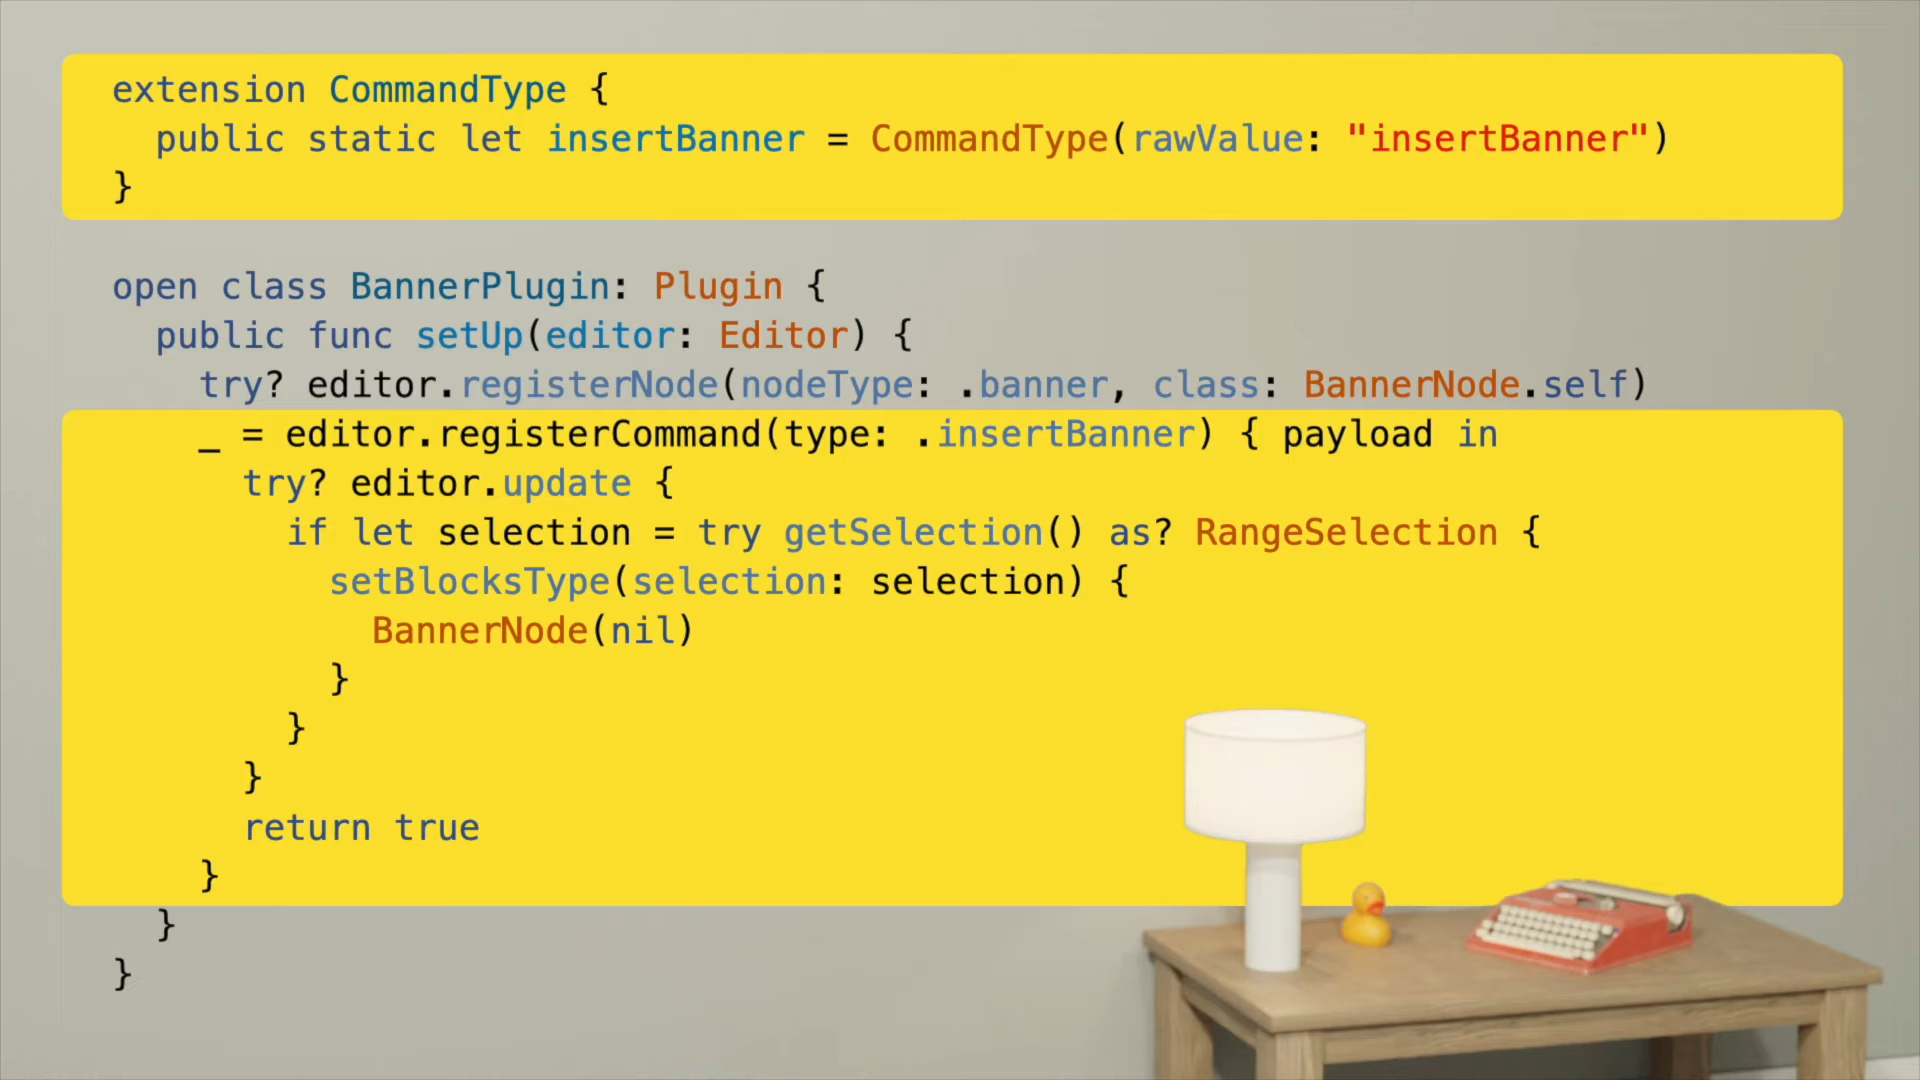 extension CommandType {
  public static let insertBanner = CommandType(rawValue: "insertBanner")
}
open class BannerPlugin: Plugin {
  public func setUp(editor: Editor) {
    try? editor.registerNode(nodeType: .banner, class: BannerNode.self)
    _ = editor.registerCommand(type: .insertBanner) { payload in
      try? editor.update {
        if let selection = try getSelection() as? RangeSelection {
          setBlocksType(selection: selection) {
            BannerNode(nil)
          }
        }
      }
      return true
    }
  }
}